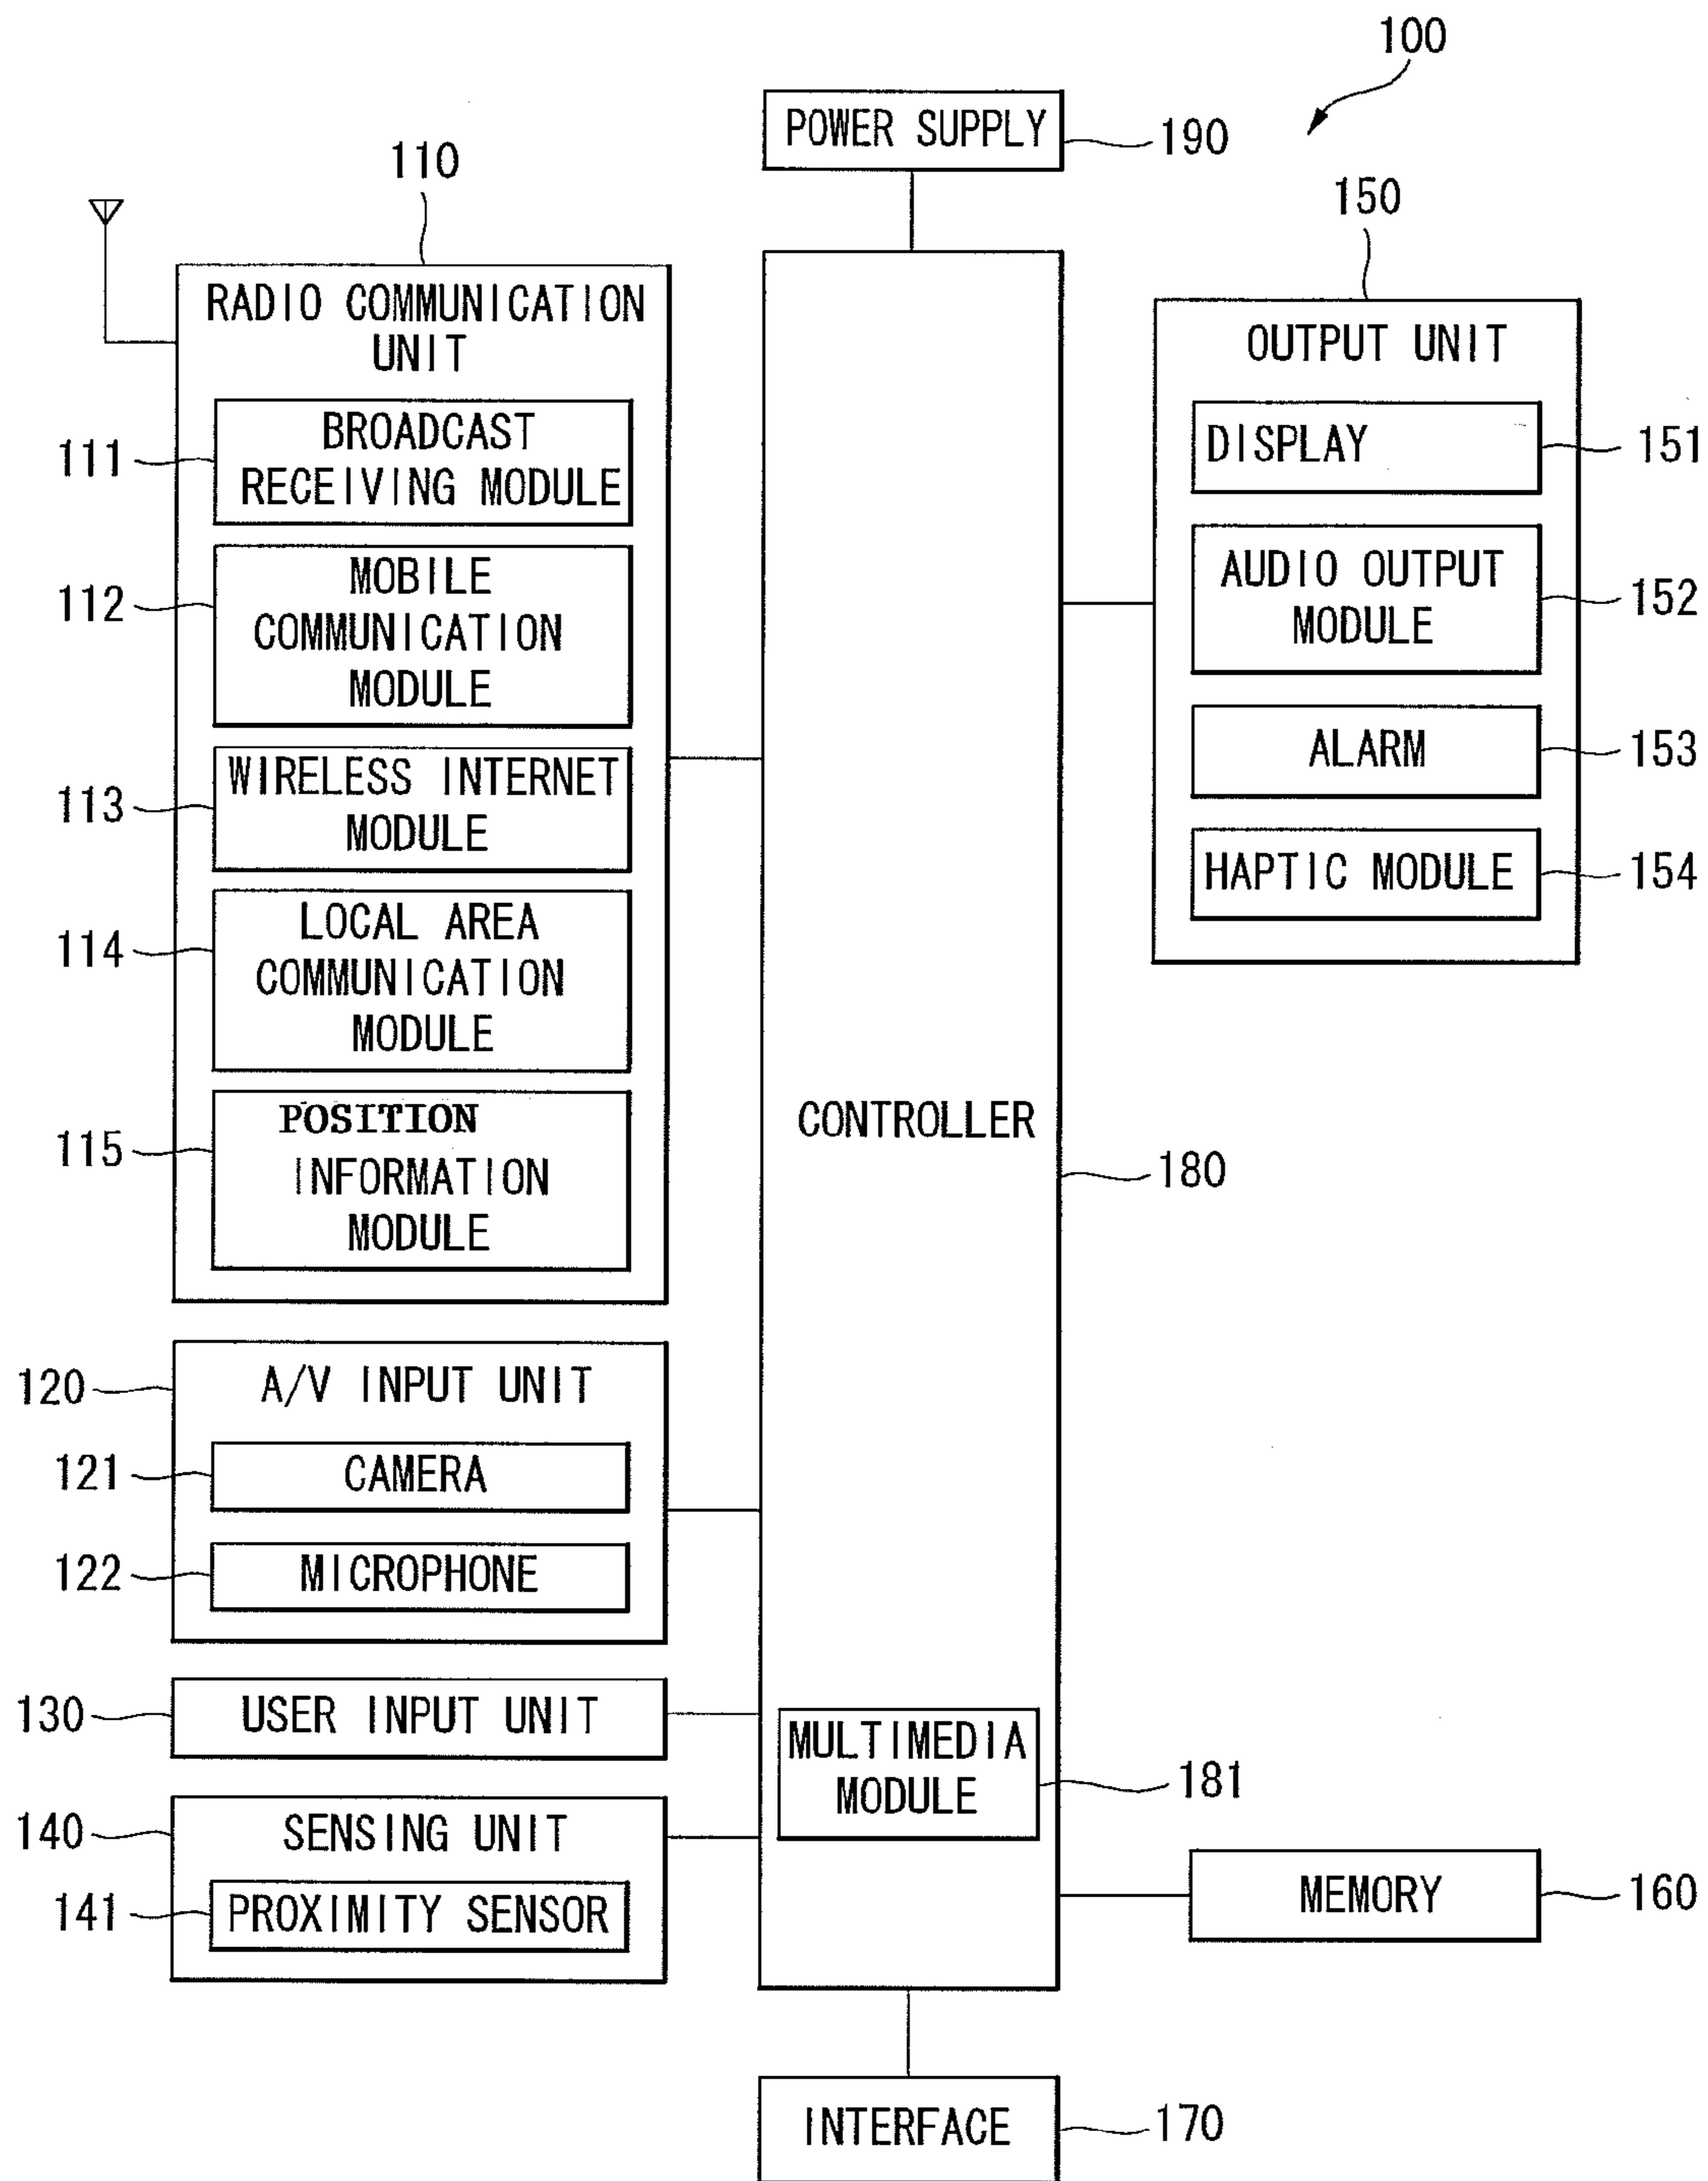 100
POWER SUPPLY
190
110
150
RADIO COMMUNICATION
UNIT
BROADCAST
RECEIVING MODULE
111
MOBILE
COMMUNICATION
MODULE
112
WIRELESS INTERNET
MODULE
113
LOCAL AREA
COMMUNICATION
MODULE
114
POSITION
INFORMATION
MODULE
115
OUTPUT UNIT
DISPLAY
151
AUDIO OUTPUT
MODULE
152
ALARM
153
HAPTIC MODULE
154
CONTROLLER
180
120
A/V INPUT UNIT
121
CAMERA
122
MICROPHONE
130
USER INPUT UNIT
MULTIMEDIA
MODULE
181
140
SENSING UNIT
141
PROXIMITY SENSOR
MEMORY
160
INTERFACE
170